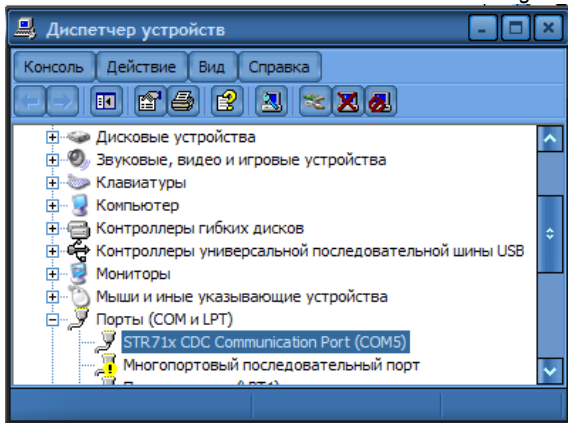 Диспетчер устройств
Консоль Действие Вид Справка
Дисковые устройства
Звуковые, видео и игровые устройства
Клавиатуры
Компьютер
Контроллеры гибких дисков
Контроллеры универсальной последовательной шины USB
Мониторы
Мыши и иные указывающие устройства
Порты (COM и LPT)
STR71x CDC Communication Port (COM5)
Многопортовый последовательный порт